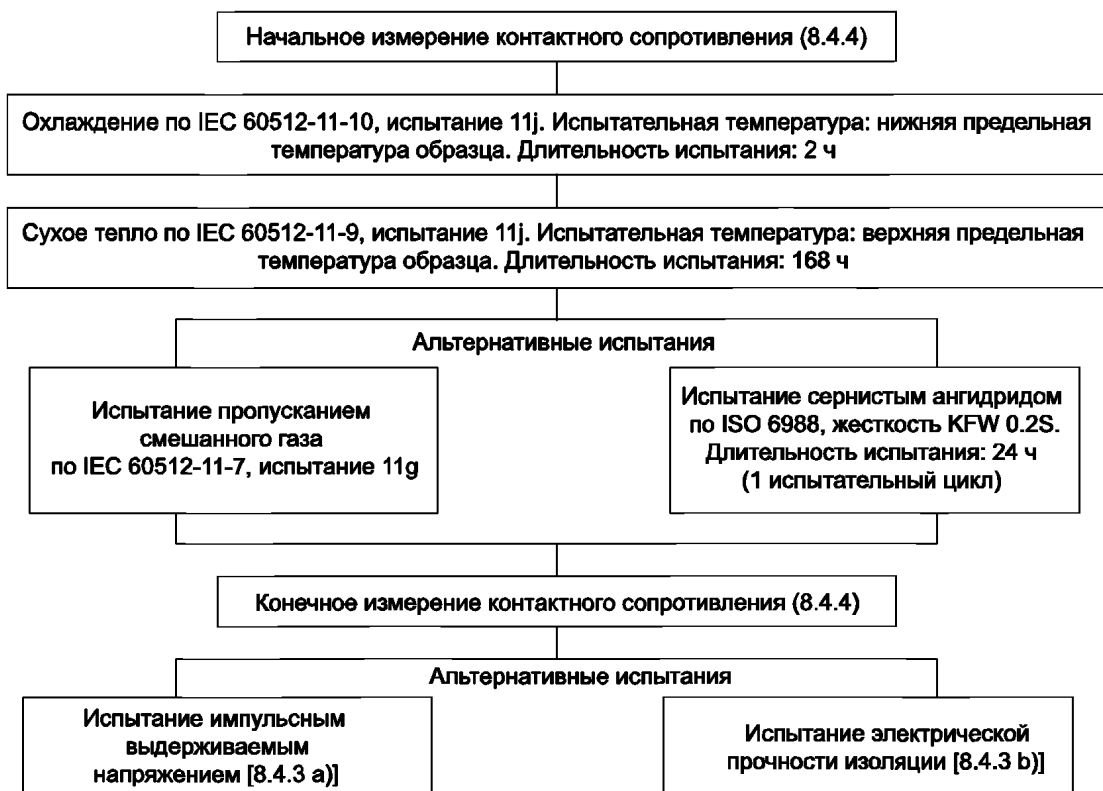 Начальное измерение контактного сопротивления (8.4.4)
Охлаждение по IEC 60512-11-10, испытание 11j. Испытательная температура: нижняя предельная
температура образца. Длительность испытания: 2 ч
Сухое тепло по IEC 60512-11-9, испытание 11j. Испытательная температура: верхняя предельная
температура образца. Длительность испытания: 168 ч
Альтернативные испытания
Испытание пропусканием
смешанного газа
по IEC 60512-11-7, испытание 11g
Испытание сернистым ангидридом
по ISO 6988, жесткость KFW 0.2S.
Длительность испытания: 24 ч
(1 испытательный цикл)
Конечное измерение контактного сопротивления (8.4.4)
Альтернативные испытания
Испытание импульсным
выдерживаемым
напряжением [8.4.3 a)]
Испытание электрической
прочности изоляции [8.4.3 b)]